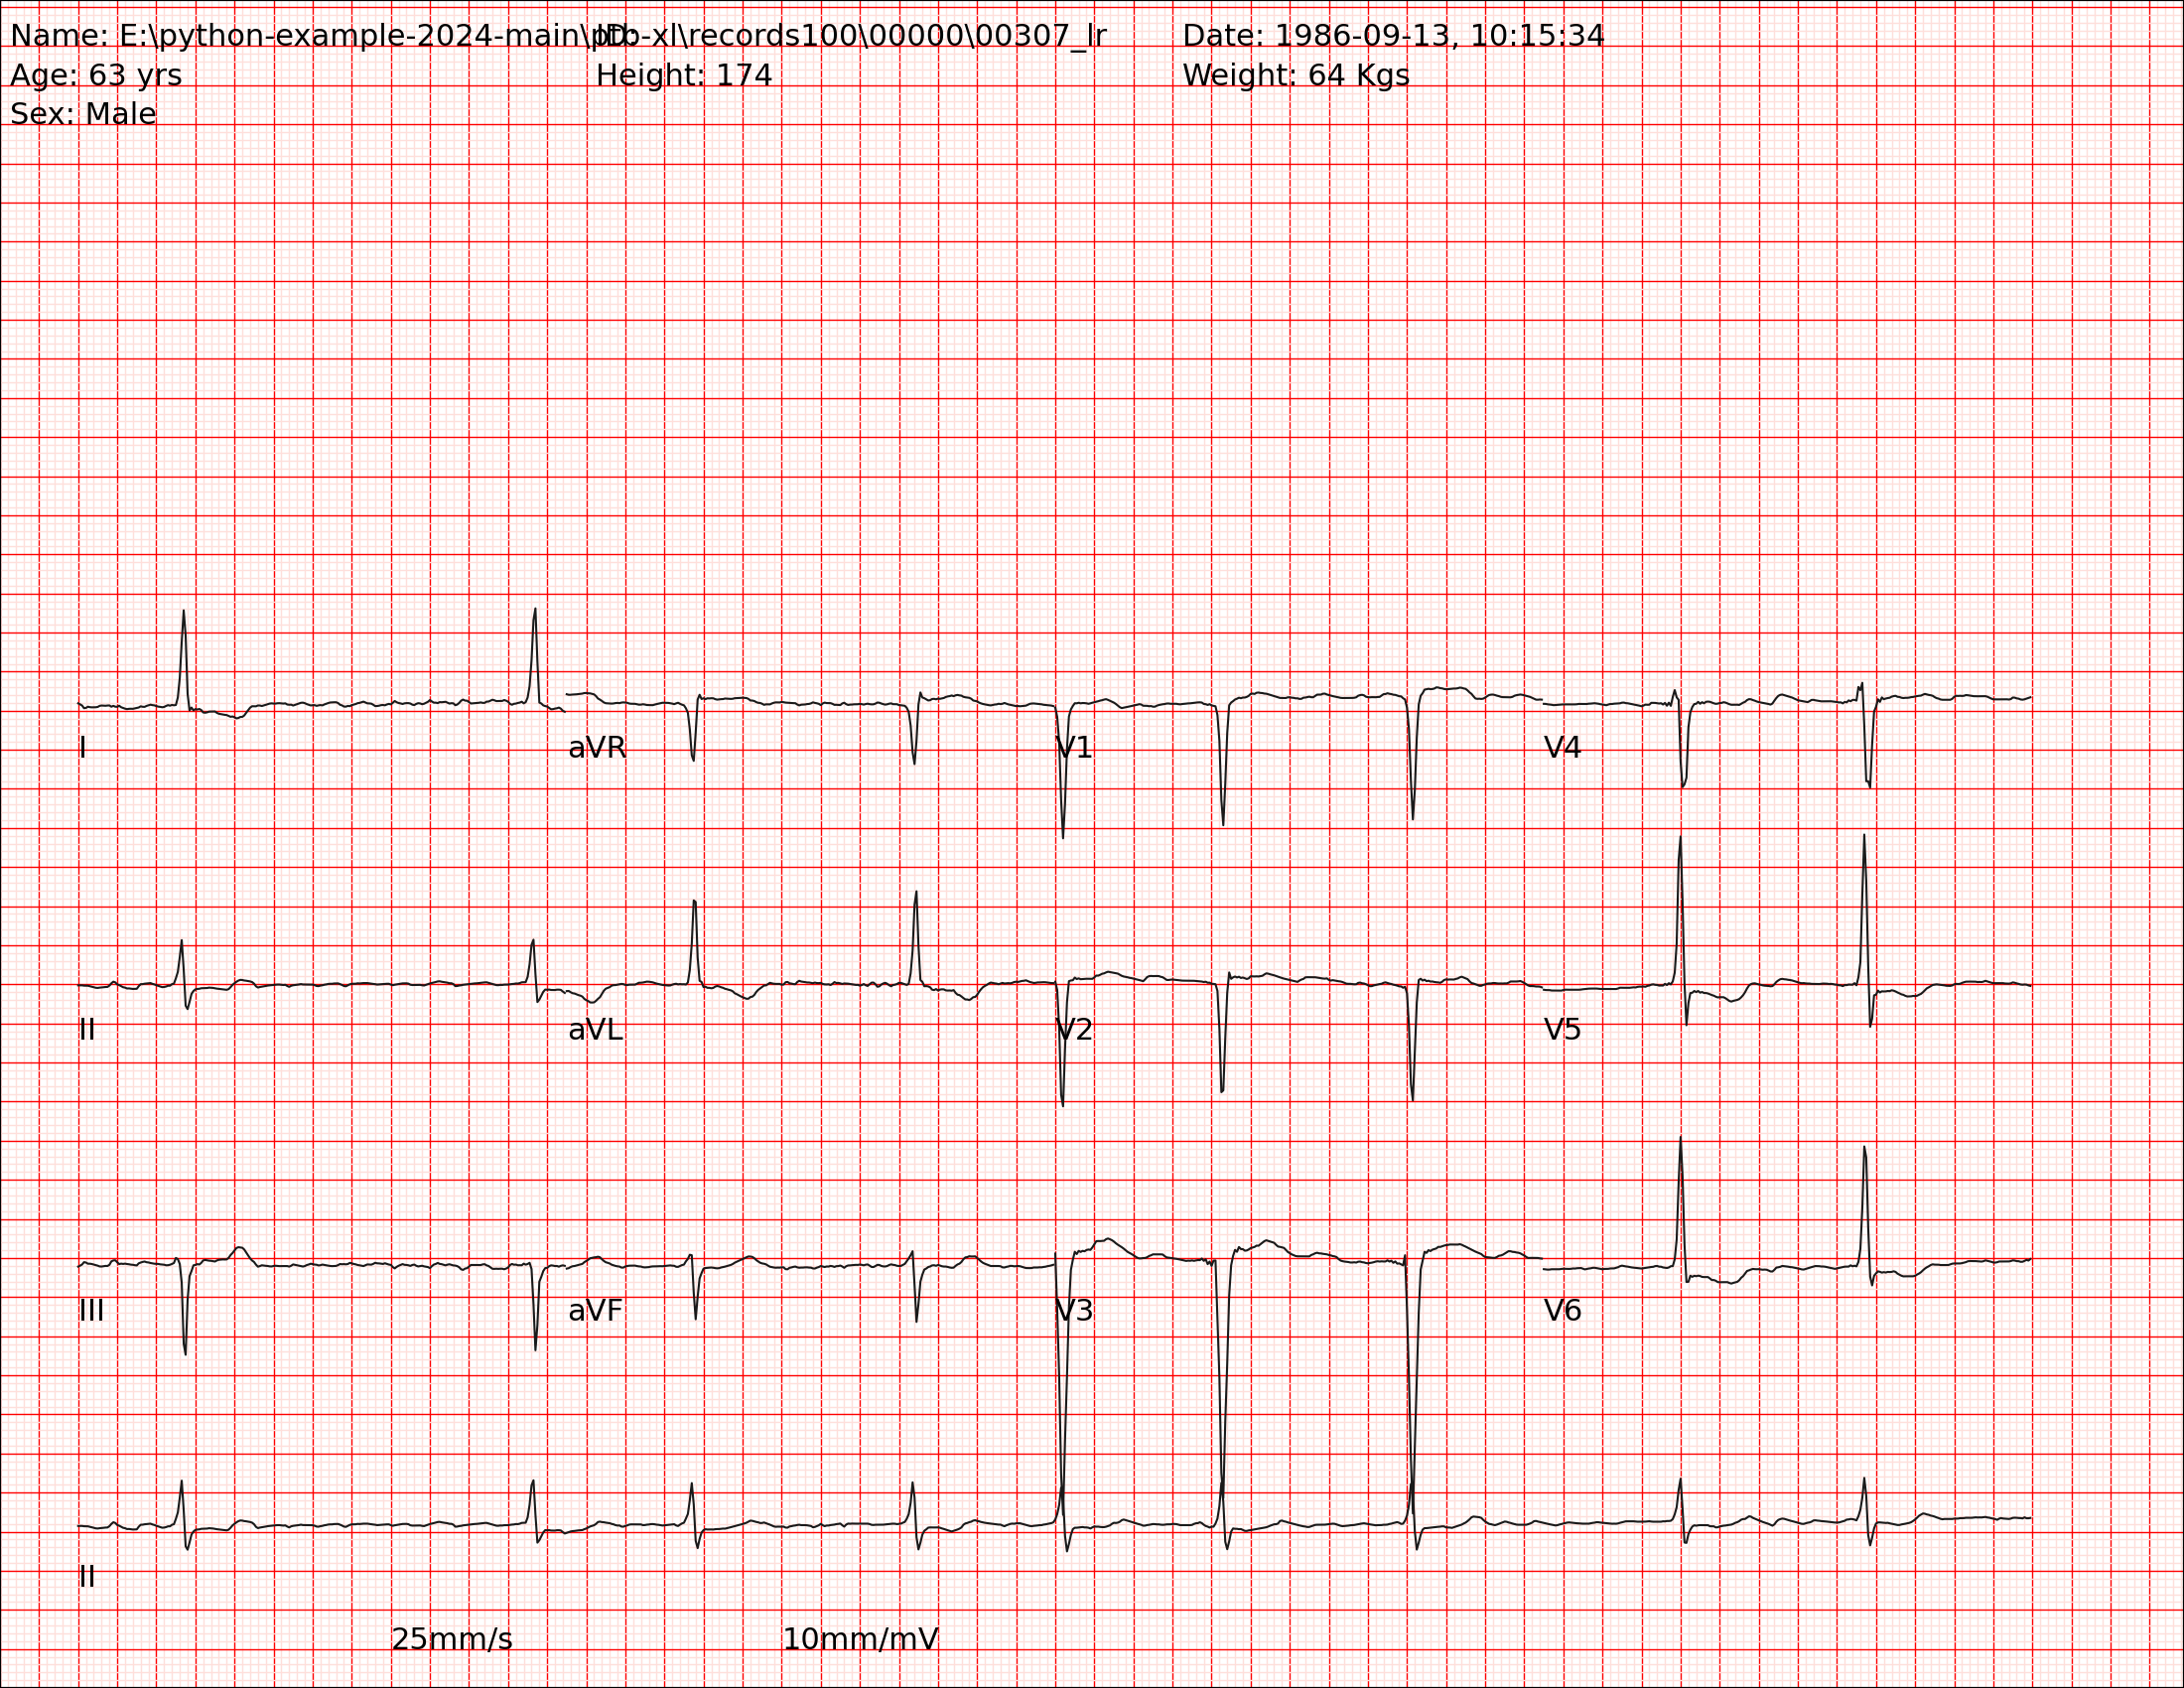 Name: E:\python-example-2024-main\ptb-xl\records100\00000\00307_lr ID: Date: 1986-09-13, 10:15:34
Age: 63 yrs Height: 174 Weight: 64 Kgs
Sex: Male
I aVR V1 V4
II aVL V2 V5
III aVF V3 V6
II
25mm/s 10mm/mV